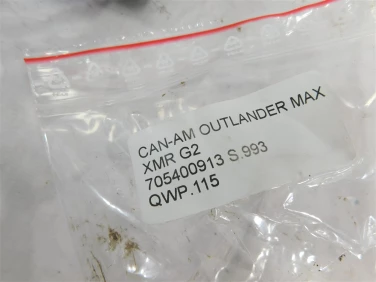 CAN-AM OUTLANDER MAX
XMR G2
705400913 S.993
QWP.115